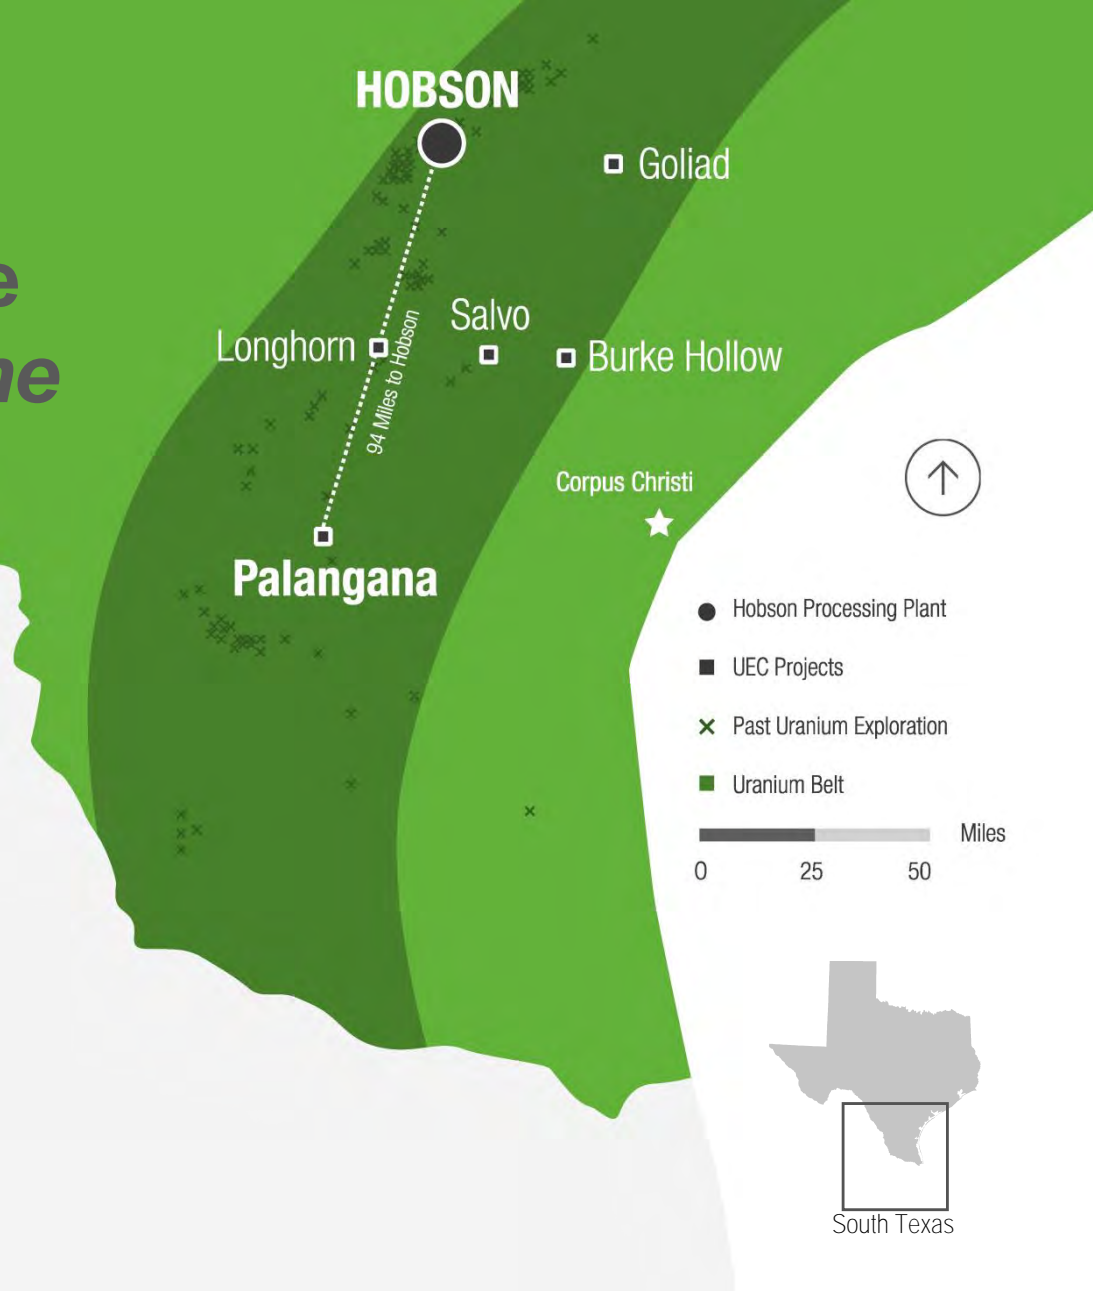 HOBSON
Goliad
Salvo
Longhorn
94 Miles to Hobson
Burke Hollow
Corpus Christi
Palangana
Hobson Processing Plant
UEC Projects
Past Uranium Exploration
Uranium Belt
Miles
0 25 50
South Texas